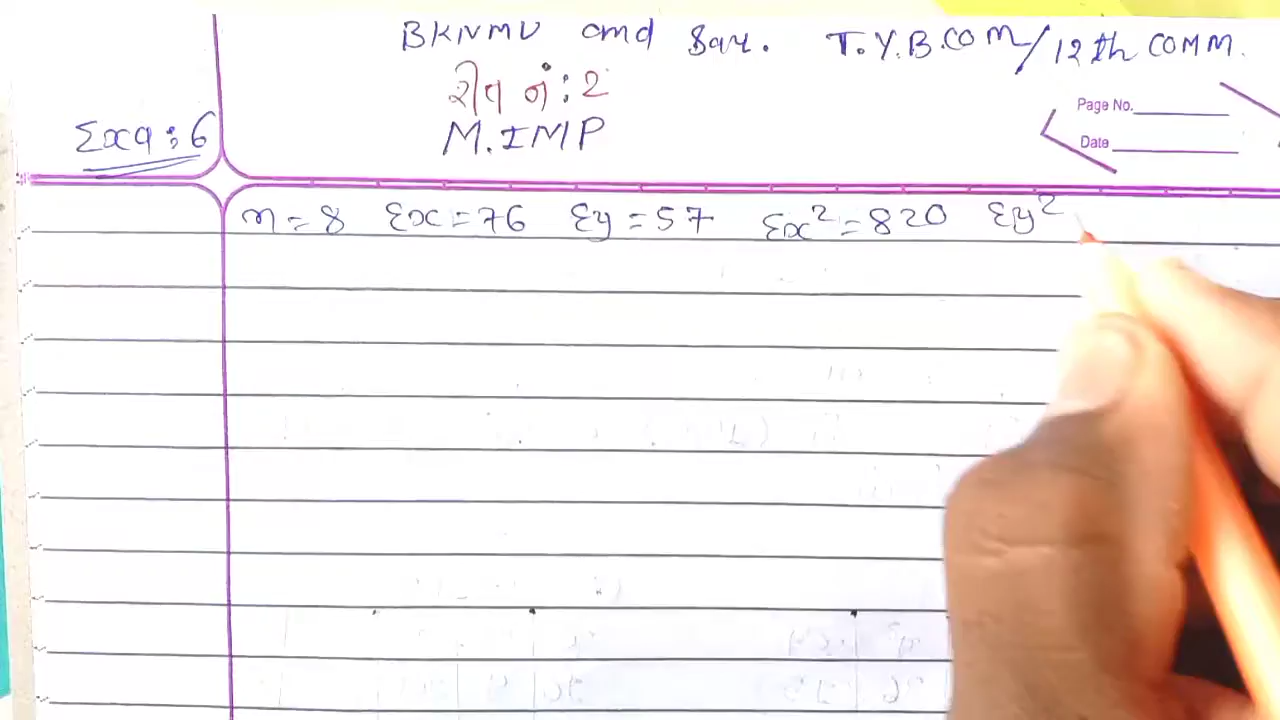 BKNMU and Sau. T.Y.B.COM/12th COMM.
રીત નં:2
M.IMP
Page No.
Exa:6
Date
n=8 Σx=76 Σy=57 Σx²=820 Σy²